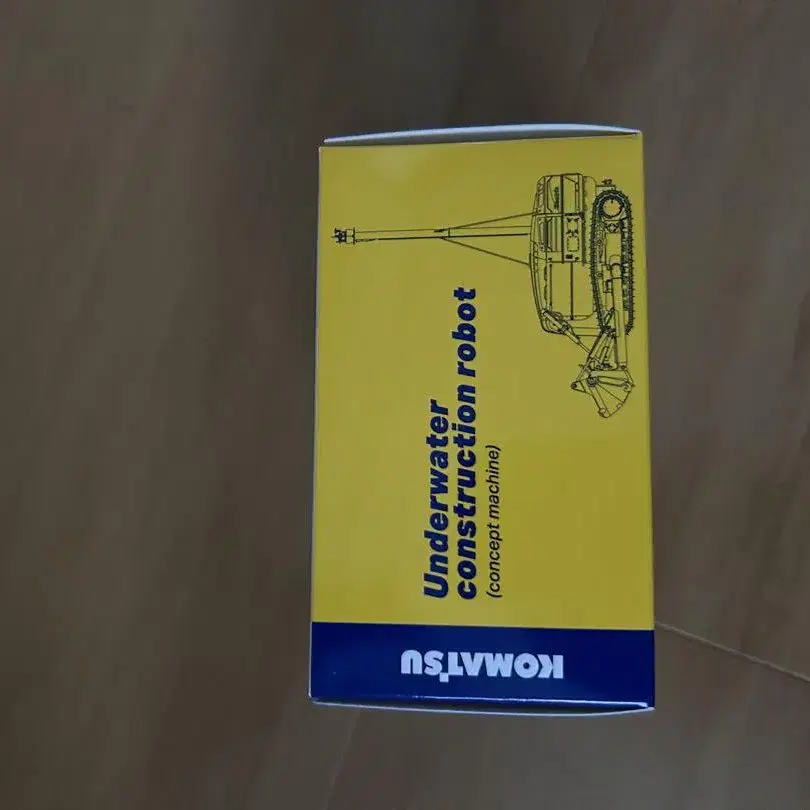 Underwater
construction robot
(concept machine)
KOMATSU